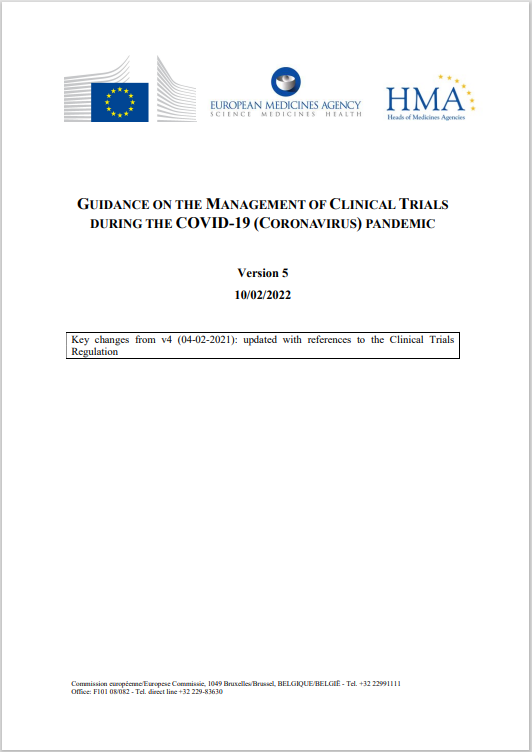 EUROPEAN MEDICINES AGENCY
SCIENCE MEDICINES HEALTH
HMA
Heads of Medicines Agencies
GUIDANCE ON THE MANAGEMENT OF CLINICAL TRIALS
DURING THE COVID-19 (CORONAVIRUS) PANDEMIC
Version 5
10/02/2022
Key changes from v4 (04-02-2021): updated with references to the Clinical Trials
Regulation
Commission européenne/Europese Commissie, 1049 Bruxelles/Brussel, BELGIQUE/BELGIË - Tel. +32 22991111
Office: F101 08/082 - Tel. direct line +32 229-83630